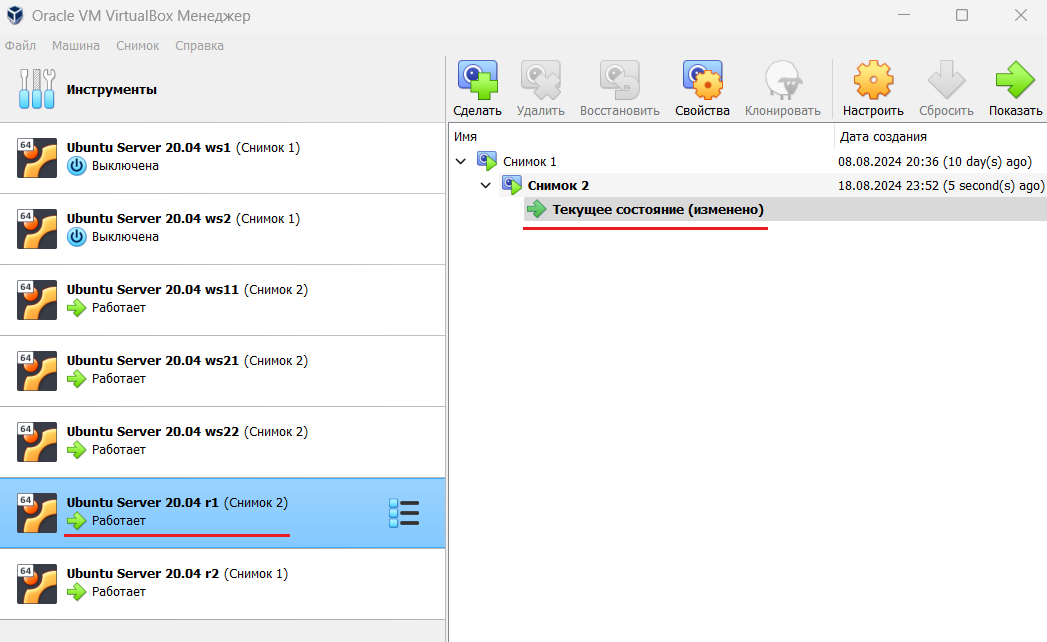 Oracle VM VirtualBox Менеджер
Файл Машина Снимок Справка
Инструменты
Сделать Удалить Восстановить Свойства Клонировать Настроить Сбросить Показать
64
Ubuntu Server 20.04 ws1 (Снимок 1)
Выключена
64
Ubuntu Server 20.04 ws2 (Снимок 1)
Выключена
64
Ubuntu Server 20.04 ws11 (Снимок 2)
Работает
64
Ubuntu Server 20.04 ws21 (Снимок 2)
Работает
64
Ubuntu Server 20.04 ws22 (Снимок 2)
Работает
64
Ubuntu Server 20.04 r1 (Снимок 2)
Работает
64
Ubuntu Server 20.04 r2 (Снимок 1)
Работает
Имя Дата создания
Снимок 1 08.08.2024 20:36 (10 day(s) ago)
Снимок 2 18.08.2024 23:52 (5 second(s) ago)
Текущее состояние (изменено)